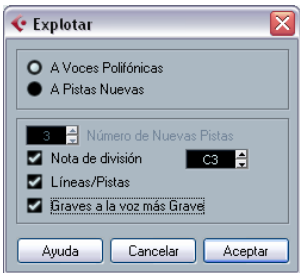 Explotar
A Voces Polifónicas
A Pistas Nuevas
3 Número de Nuevas Pistas
Nota de división C3
Líneas/Pistas
Graves a la voz más Grave
Ayuda Cancelar Aceptar